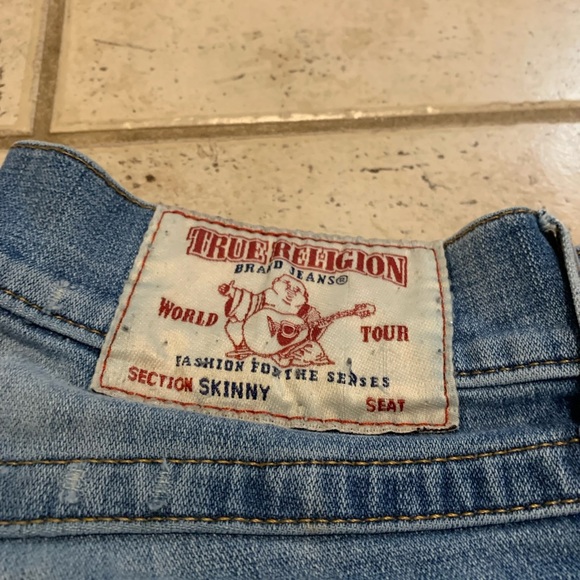 TRUE RELIGION
BRAND JEANS®
WORLD TOUR
FASHION FOR THE SENSES
SECTION SKINNY SEAT